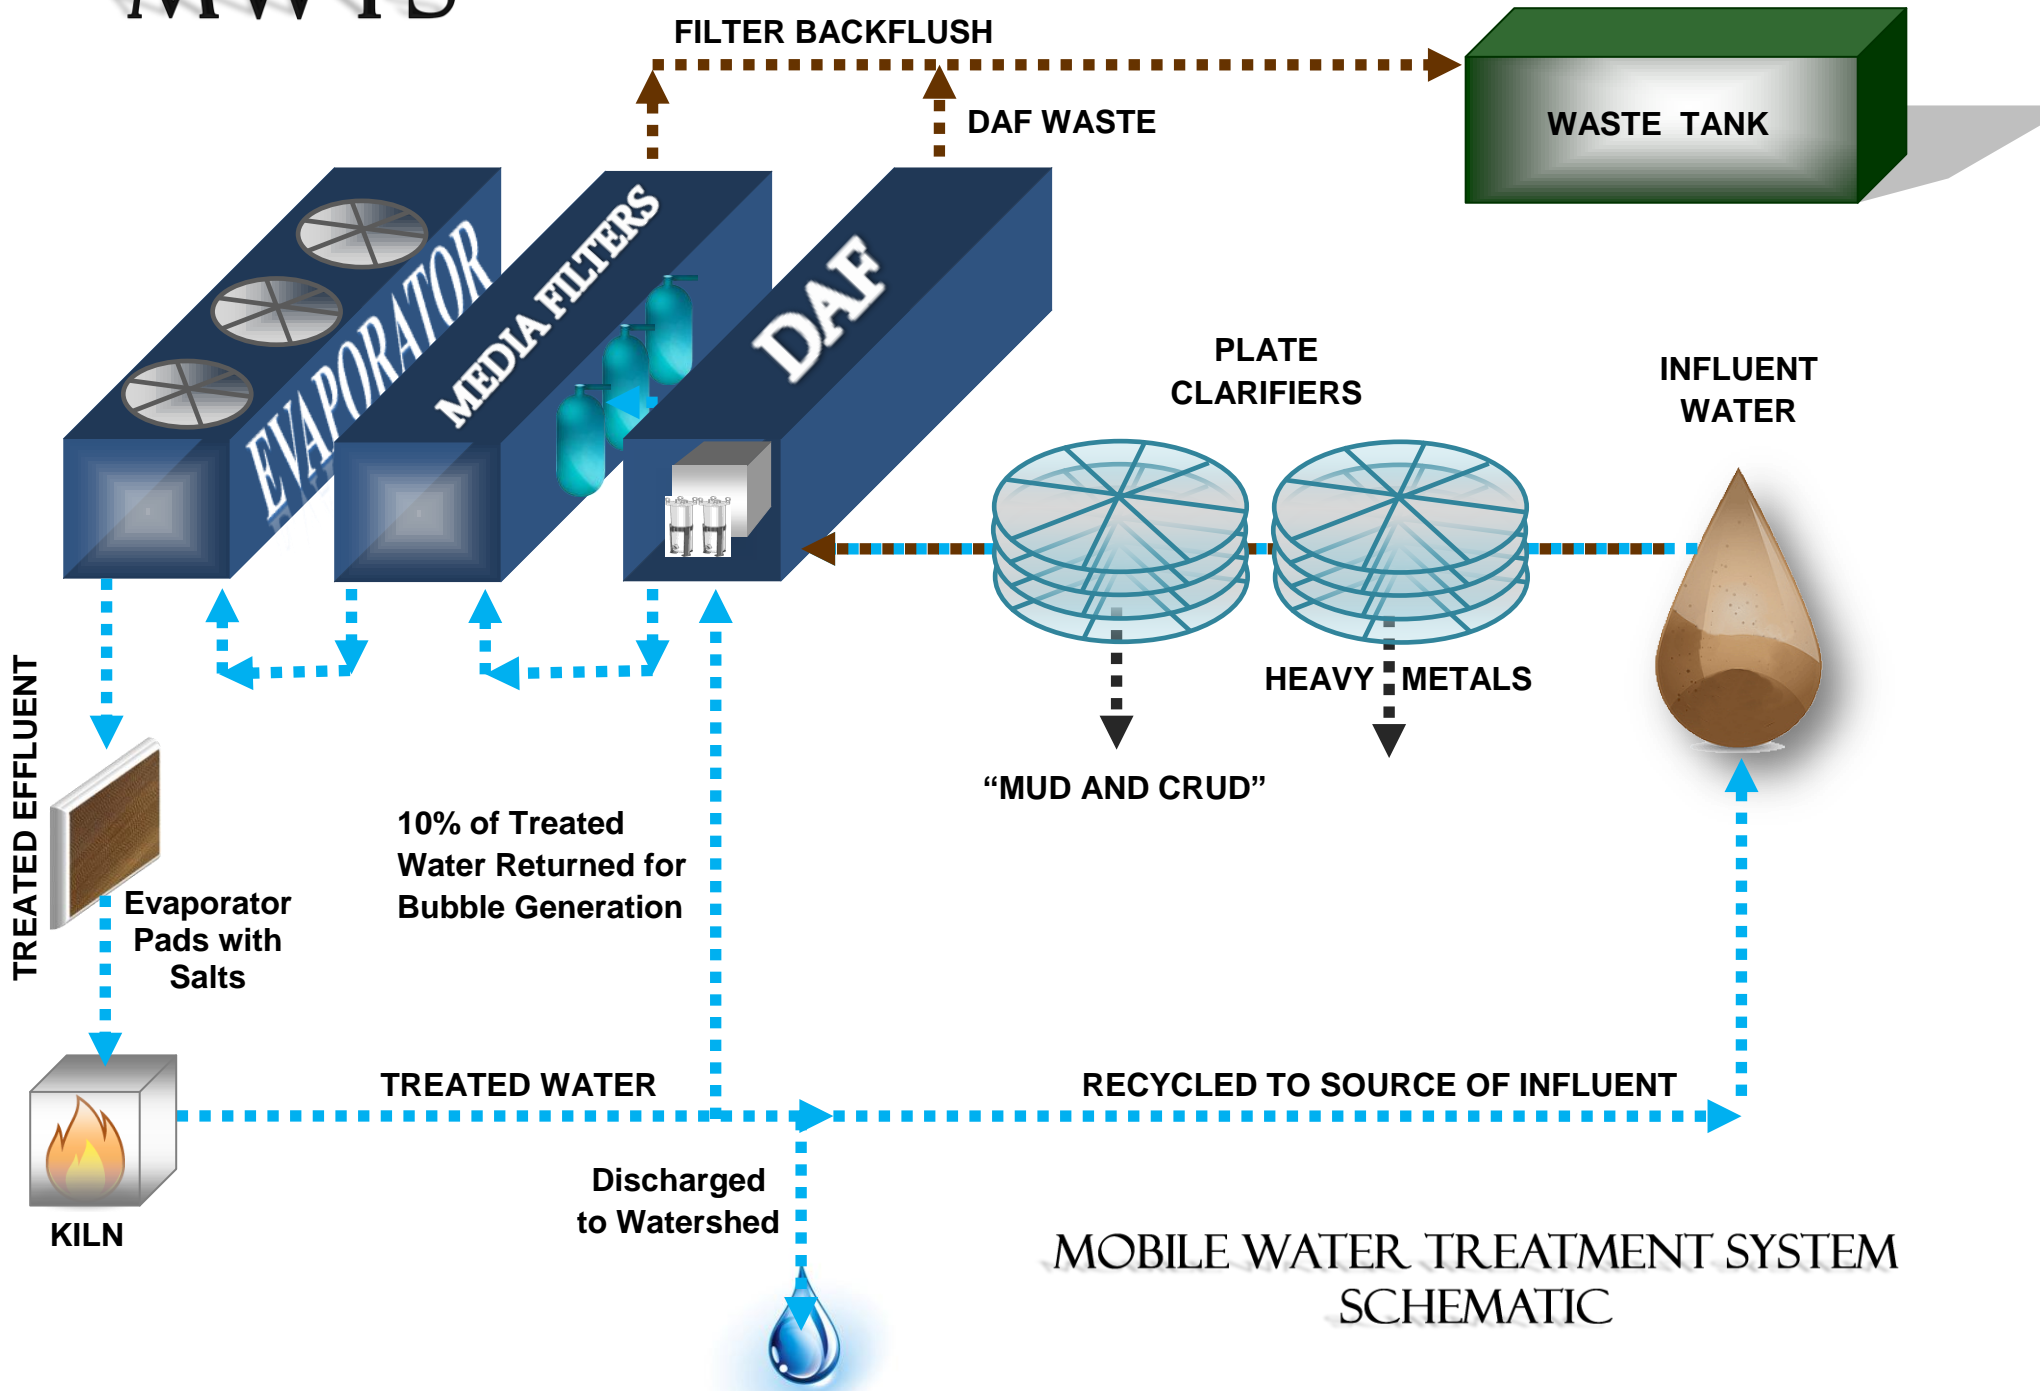 MWTS
FILTER BACKFLUSH
DAF WASTE
WASTE TANK
EVAPORATOR
MEDIA FILTERS
DAF
PLATE
CLARIFIERS
INFLUENT
WATER
HEAVY METALS
“MUD AND CRUD”
TREATED EFFLUENT
10% of Treated
Water Returned for
Bubble Generation
Evaporator
Pads with
Salts
TREATED WATER
RECYCLED TO SOURCE OF INFLUENT
KILN
Discharged
to Watershed
MOBILE WATER TREATMENT SYSTEM
SCHEMATIC